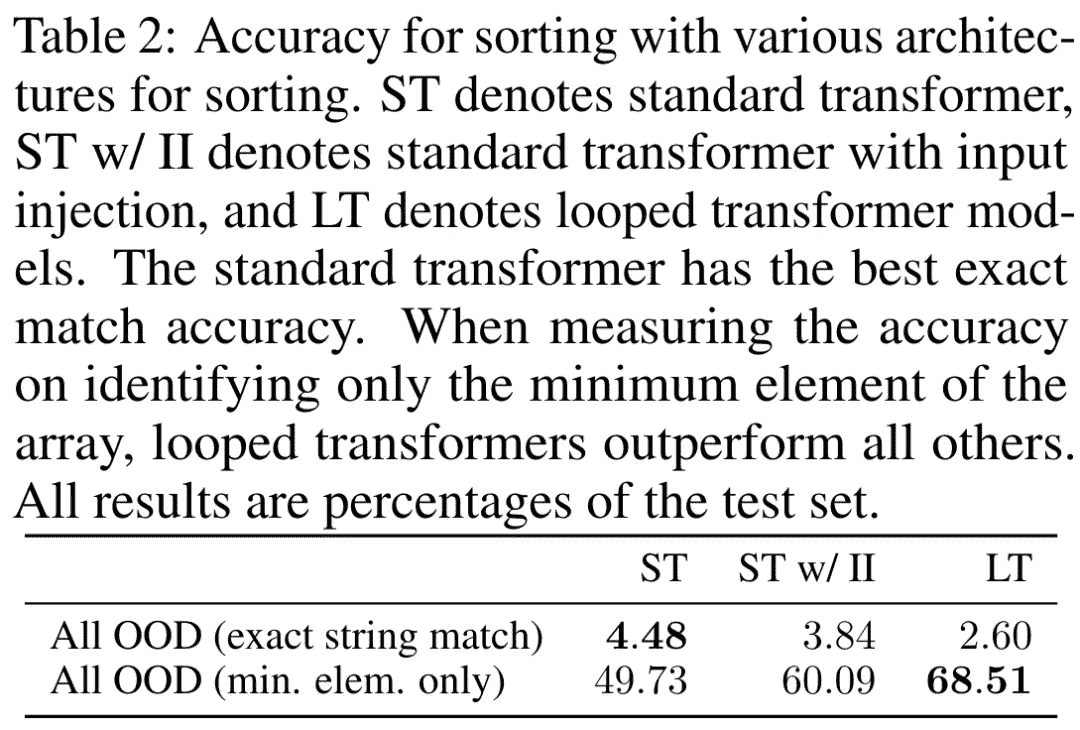 Table 2: Accuracy for sorting with various architec-
tures for sorting. ST denotes standard transformer,
ST w/ II denotes standard transformer with input
injection, and LT denotes looped transformer mod-
els. The standard transformer has the best exact
match accuracy. When measuring the accuracy
on identifying only the minimum element of the
array, looped transformers outperform all others.
All results are percentages of the test set.
ST ST w/ II LT
All OOD (exact string match) 4.48 3.84 2.60
All OOD (min. elem. only) 49.73 60.09 68.51